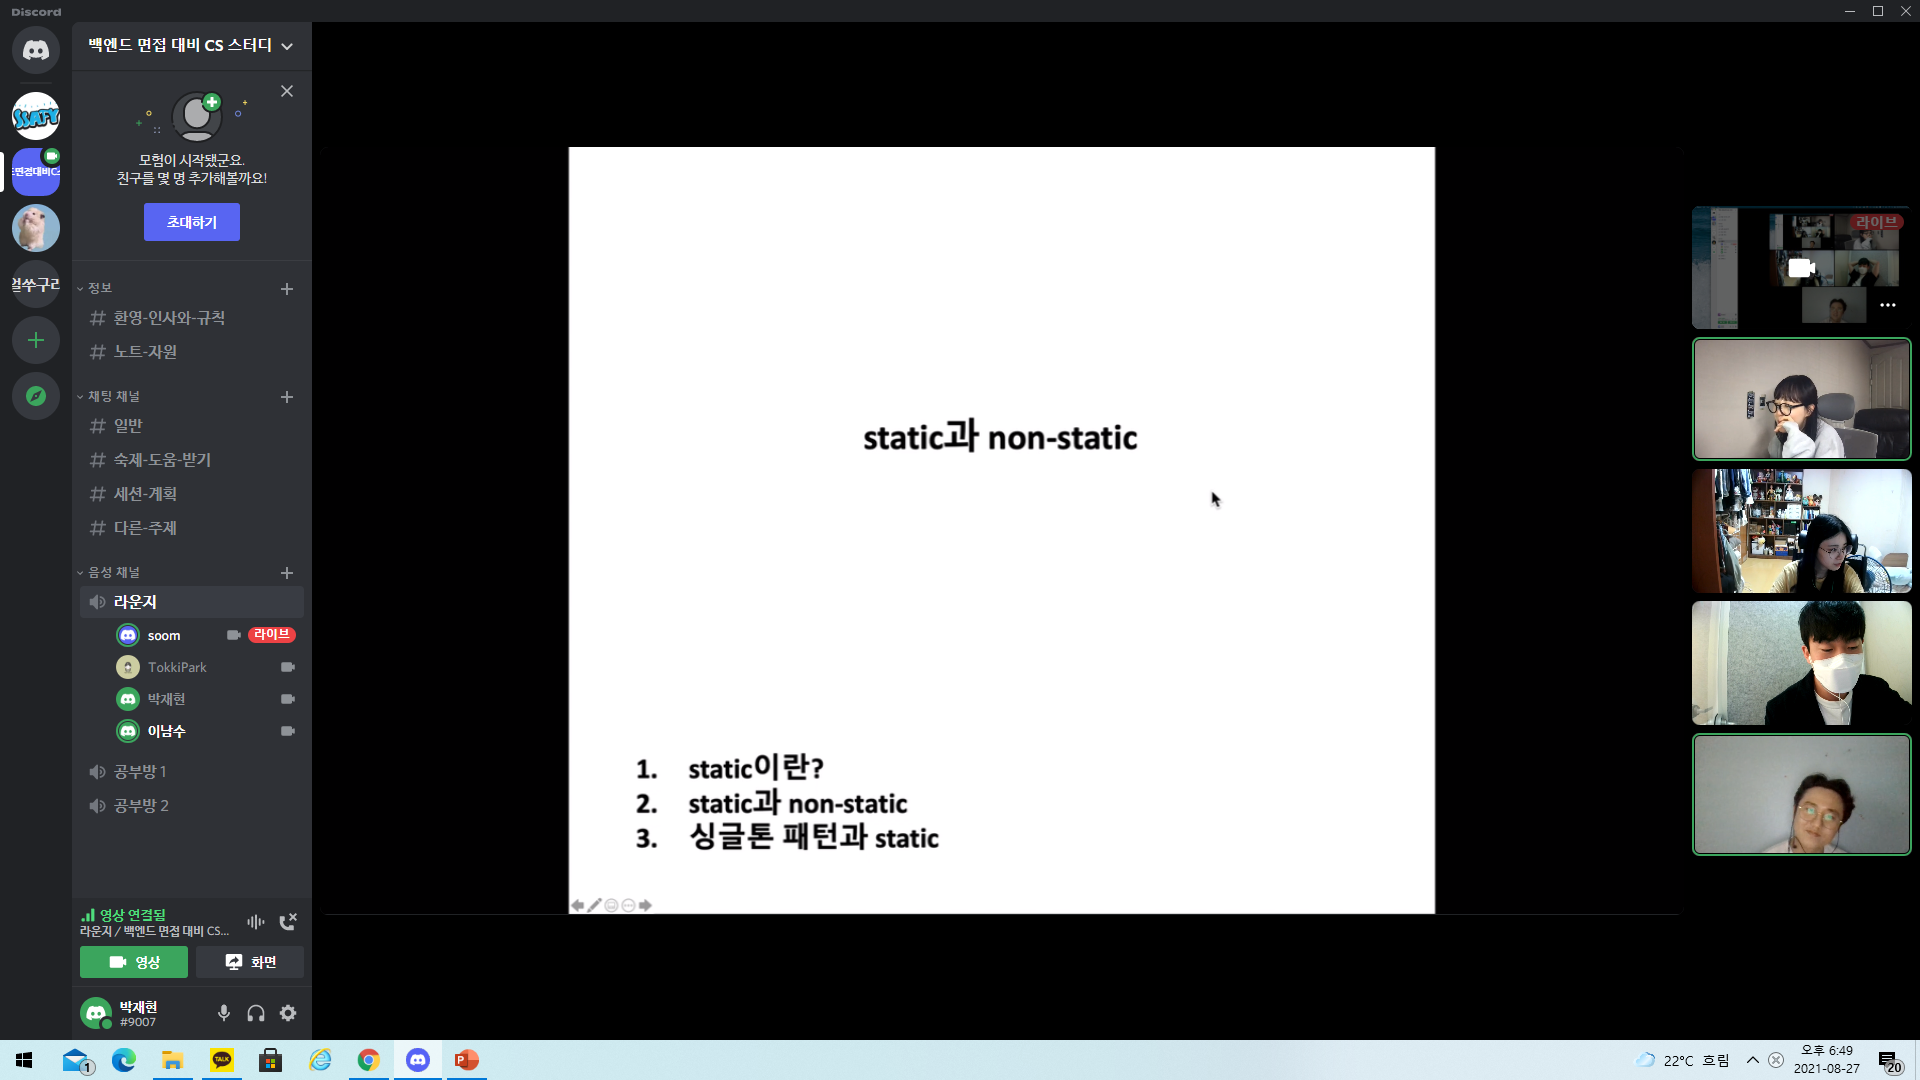 Discord
백엔드 면접 대비 CS 스터디
SSAFY
모험이 시작됐군요.
친구를 몇 명 추가해볼까요!
초대하기
정보
환영-인사와-규칙
노트-자원
채팅 채널
일반
숙제-도움-받기
세션-계획
다른-주제
음성 채널
라운지
soom
라이브
TokkiPark
박재현
이남수
공부방 1
공부방 2
영상 연결됨
라운지 / 백엔드 면접 대비 CS...
영상
화면
박재현
#9007
static과 non-static
1. static이란?
2. static과 non-static
3. 싱글톤 패턴과 static
라이브
TALK
1
22°C 흐림
오후 6:49
2021-08-27
20